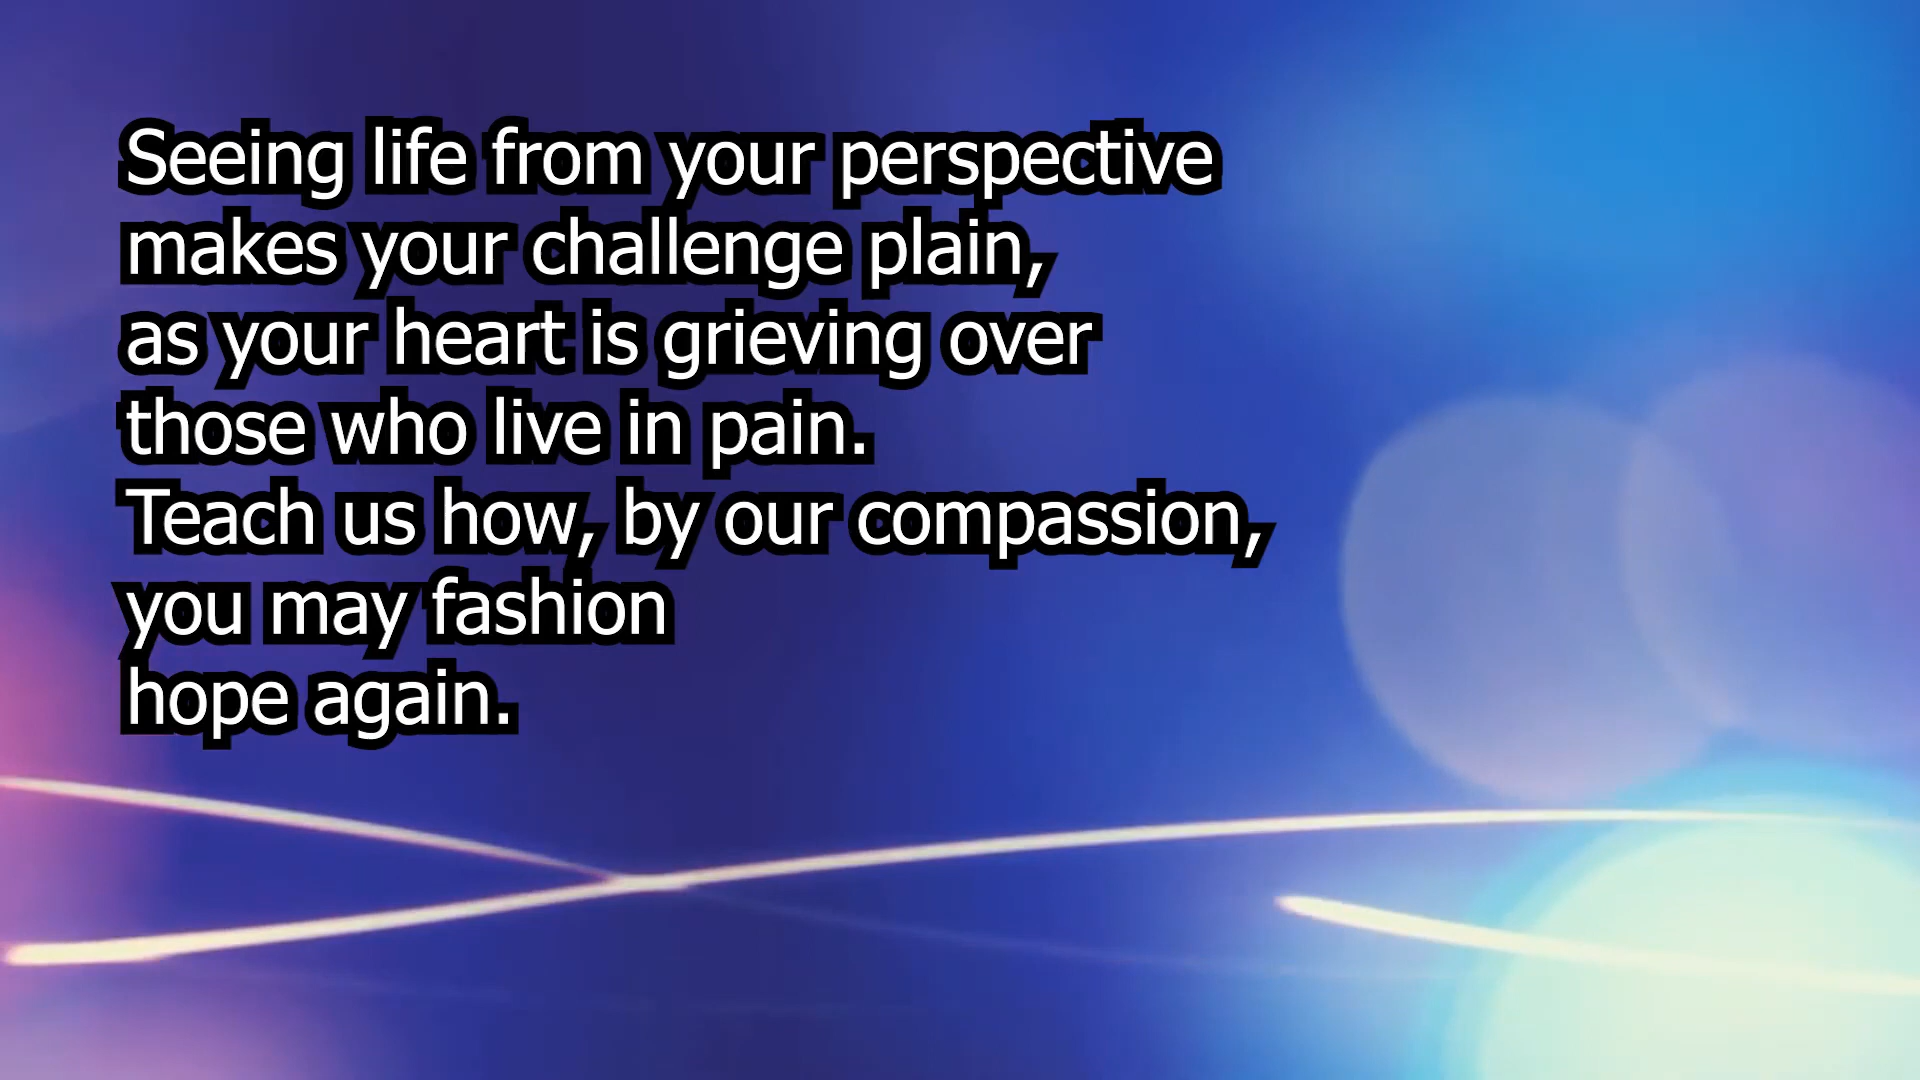 Seeing life from your perspective
makes your challenge plain,
as your heart is grieving over
those who live in pain.
Teach us how, by our compassion,
you may fashion
hope again.